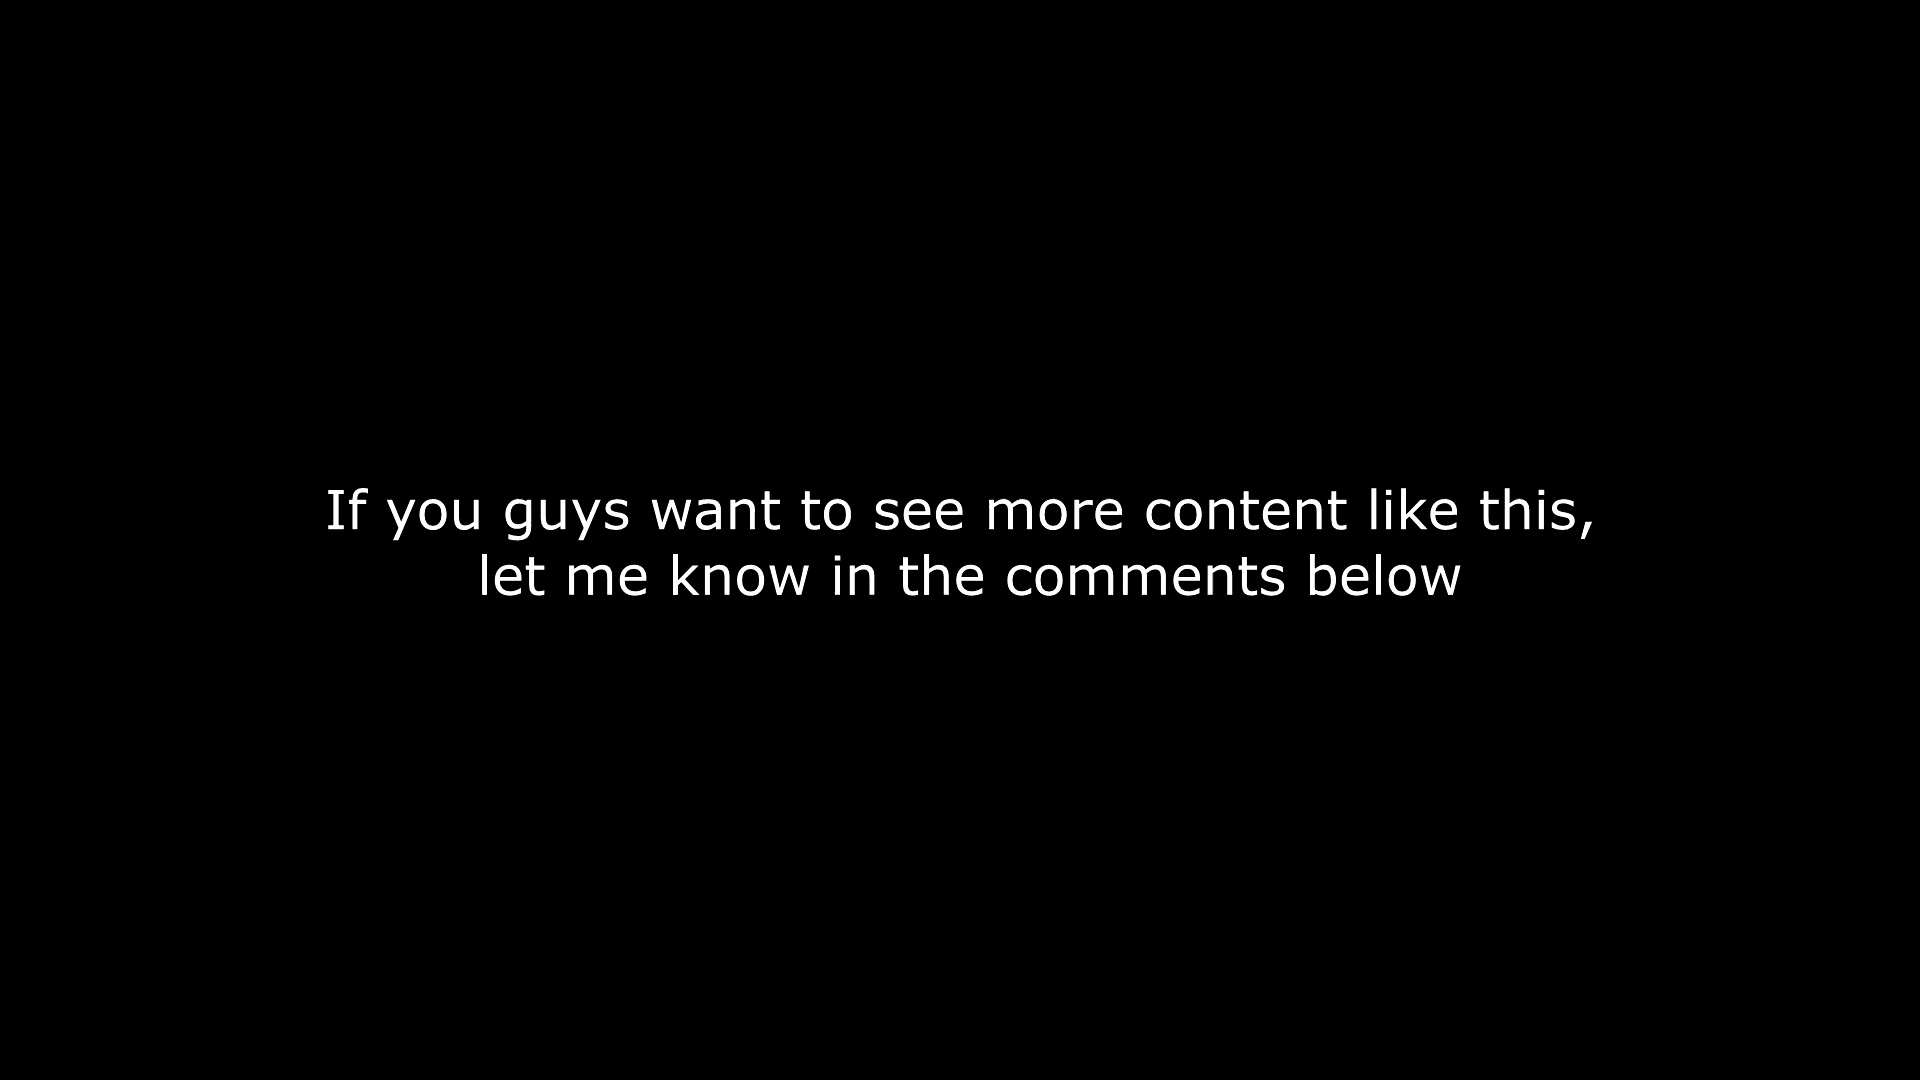 If you guys want to see more content like this,
let me know in the comments below